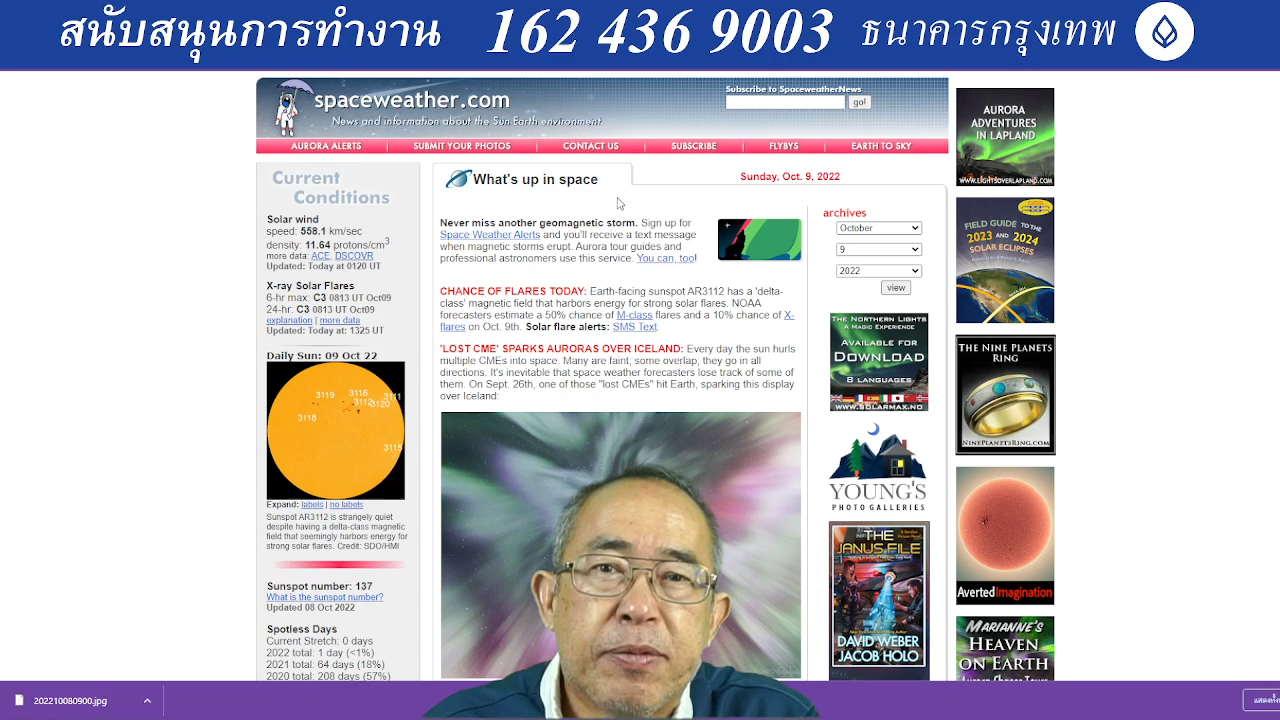 สนับสนุนการทำงาน 162 436 9003 ธนาคารกรุงเทพ
spaceweather.com
News and information about the Sun-Earth environment
Subscribe to SpaceweatherNews
go!
AURORA ALERTS
SUBMIT YOUR PHOTOS
CONTACT US
SUBSCRIBE
FLYBYS
EARTH TO SKY
Current
Conditions
Solar wind
speed: 558.1 km/sec
density: 11.64 protons/cm3
more data: ACE, DSCOVR
Updated: Today at 0120 UT
X-ray Solar Flares
6-hr max: C3 0813 UT Oct09
24-hr: C3 0813 UT Oct09
explanation | more data
Updated: Today at: 1325 UT
Daily Sun: 09 Oct 22
3119
3116
3111
3112
3120
3118
3115
Expand: labels | no labels
Sunspot AR3112 is strangely quiet
despite having a delta-class magnetic
field that seemingly harbors energy for
strong solar flares. Credit: SDO/HMI
Sunspot number: 137
What is the sunspot number?
Updated 08 Oct 2022
Spotless Days
Current Stretch: 0 days
2022 total: 1 day (<1%)
2021 total: 64 days (18%)
2020 total: 208 days (57%)
What's up in space
Sunday, Oct. 9, 2022
Never miss another geomagnetic storm. Sign up for
Space Weather Alerts and you'll receive a text message
when magnetic storms erupt. Aurora tour guides and
professional astronomers use this service. You can, too!
CHANCE OF FLARES TODAY: Earth-facing sunspot AR3112 has a 'delta-
class' magnetic field that harbors energy for strong solar flares. NOAA
forecasters estimate a 50% chance of M-class flares and a 10% chance of X-
flares on Oct. 9th. Solar flare alerts: SMS Text.
'LOST CME' SPARKS AURORAS OVER ICELAND: Every day the sun hurls
multiple CMEs into space. Many are faint; some overlap; they go in all
directions. It's inevitable that space weather forecasters lose track of some of
them. On Sept. 26th, one of those "lost CMEs" hit Earth, sparking this display
over Iceland:
archives
October
9
2022
view
THE NORTHERN LIGHTS
A MAGIC EXPERIENCE
AVAILABLE FOR
DOWNLOAD
8 LANGUAGES
WWW.SOLARMAX.NO
YOUNG'S
PHOTO GALLERIES
THE
JANUS FILE
DAVID WEBER
JACOB HOLO
AURORA
ADVENTURES
IN LAPLAND
WWW.LIGHTSOVERLAPLAND.COM
FIELD GUIDE TO THE
2023 AND 2024
SOLAR ECLIPSES
THE NINE PLANETS
RING
NINEPLANETSRING.COM
AvertedImagination
MARIANNE'S
HEAVEN
ON EARTH
202210080900.jpg